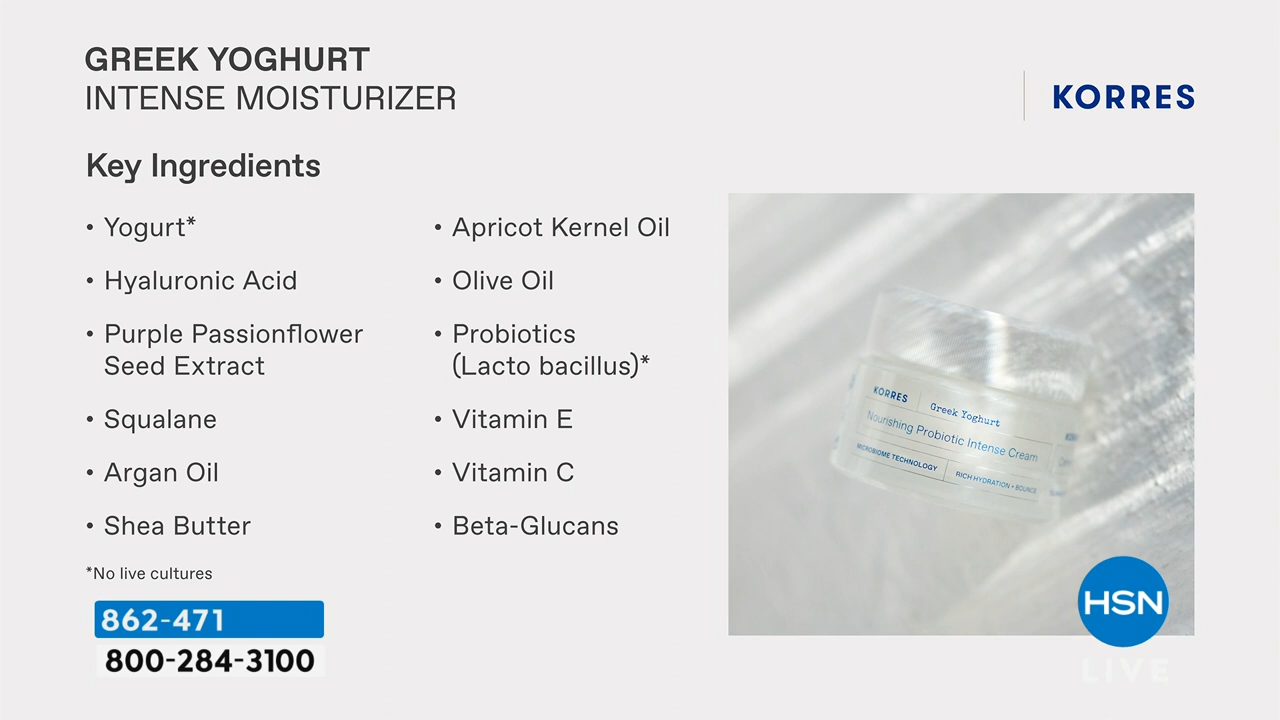 GREEK YOGHURT
INTENSE MOISTURIZER
KORRES
Key Ingredients
• Yogurt*
• Hyaluronic Acid
• Purple Passionflower
Seed Extract
• Squalane
• Argan Oil
• Shea Butter
• Apricot Kernel Oil
• Olive Oil
• Probiotics
(Lacto bacillus)*
• Vitamin E
• Vitamin C
• Beta-Glucans
*No live cultures
862-471
800-284-3100
KORRES Greek Yoghurt
Nourishing Probiotic Intense Cream
MICROBIOME TECHNOLOGY RICH HYDRATION + BOUNCE
HSN
LIVE